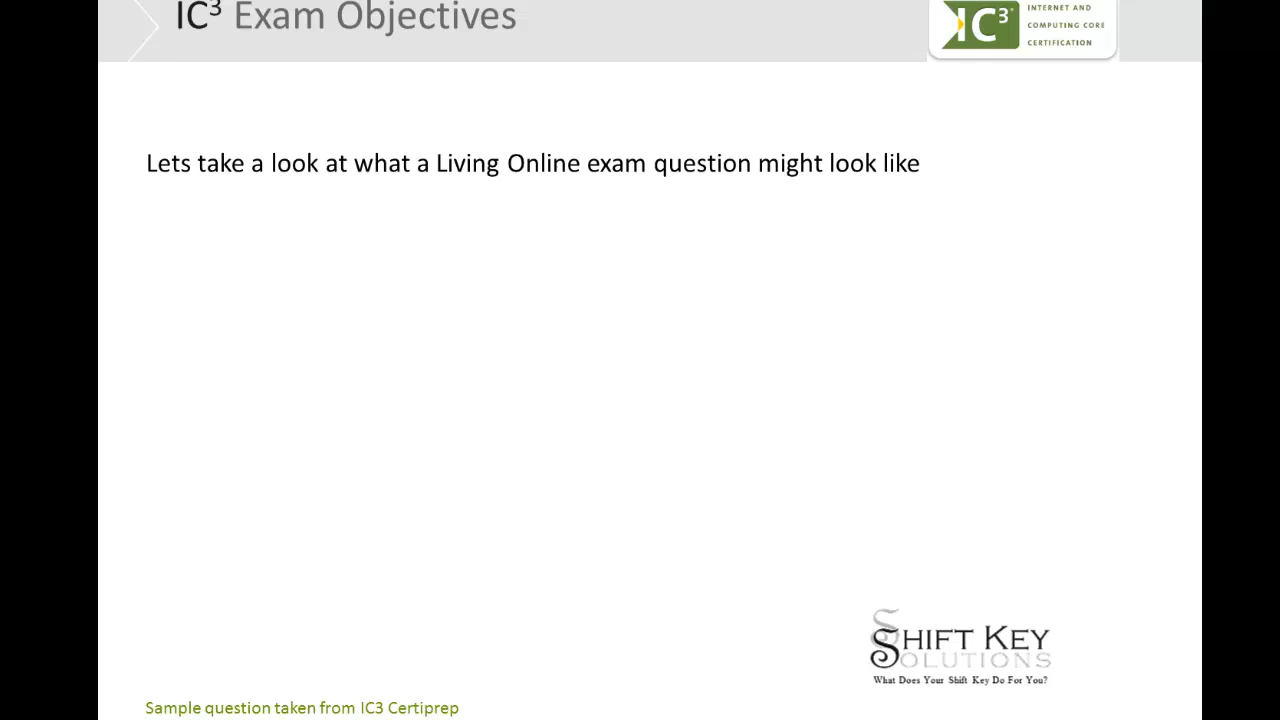 IC³ Exam Objectives
IC³
INTERNET AND
COMPUTING CORE
CERTIFICATION
Lets take a look at what a Living Online exam question might look like
SHIFT KEY
SOLUTIONS
What Does Your Shift Key Do For You?
Sample question taken from IC3 Certiprep